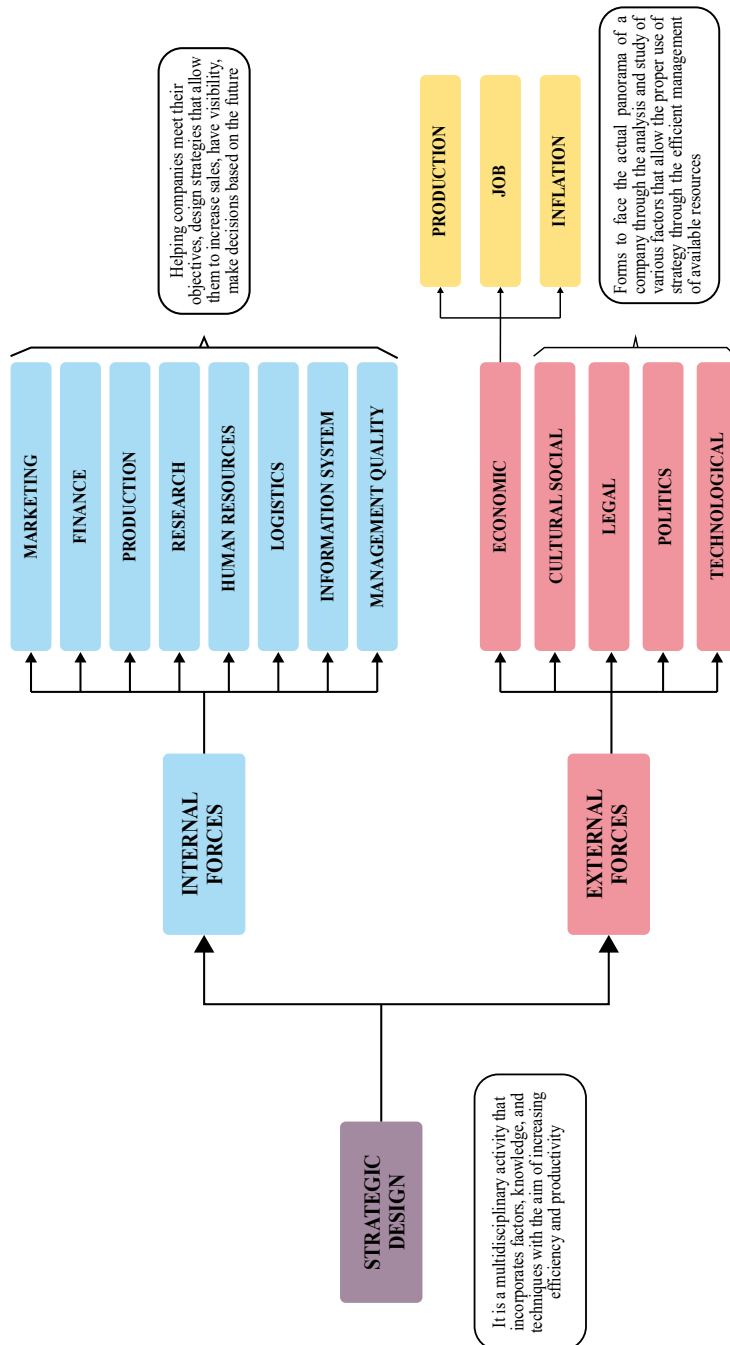 STRATEGIC
DESIGN
It is a multidisciplinary activity that
incorporates factors, knowledge, and
techniques with the aim of increasing
efficiency and productivity
INTERNAL
FORCES
MARKETING
FINANCE
PRODUCTION
RESEARCH
HUMAN RESOURCES
LOGISTICS
INFORMATION SYSTEM
MANAGEMENT QUALITY
Helping companies meet their
objectives, design strategies that allow
them to increase sales, have visibility,
make decisions based on the future
EXTERNAL
FORCES
ECONOMIC
CULTURAL SOCIAL
LEGAL
POLITICS
TECHNOLOGICAL
PRODUCTION
JOB
INFLATION
Forms to face the actual panorama of a
company through the analysis and study of
various factors that allow the proper use of
strategy through the efficient management
of available resources